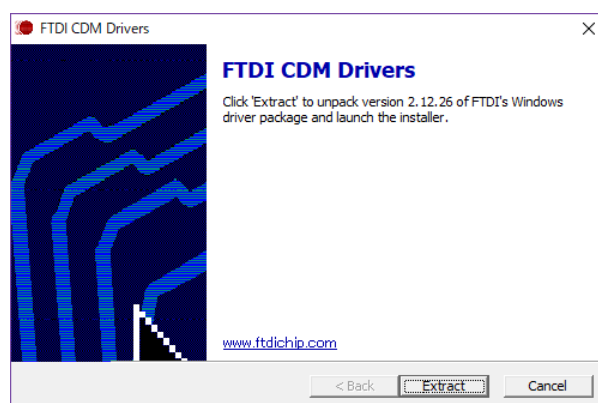 FTDI CDM Drivers
FTDI CDM Drivers
Click 'Extract' to unpack version 2.12.26 of FTDI's Windows
driver package and launch the installer.
www.ftdichip.com
< Back Extract Cancel